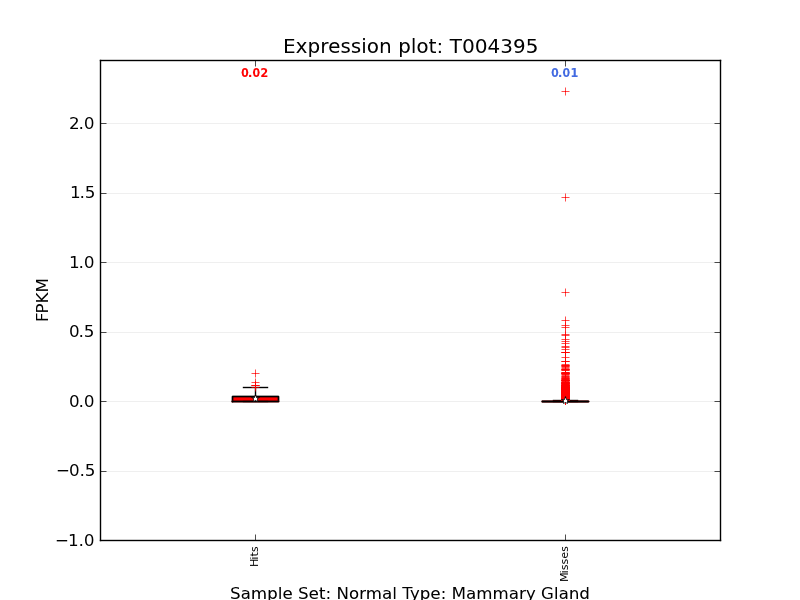 Expression plot: T004395
0.02
0.01
2.0
1.5
1.0
0.5
0.0
−0.5
−1.0
FPKM
Hits
Misses
Sample Set: Normal Type: Mammary Gland